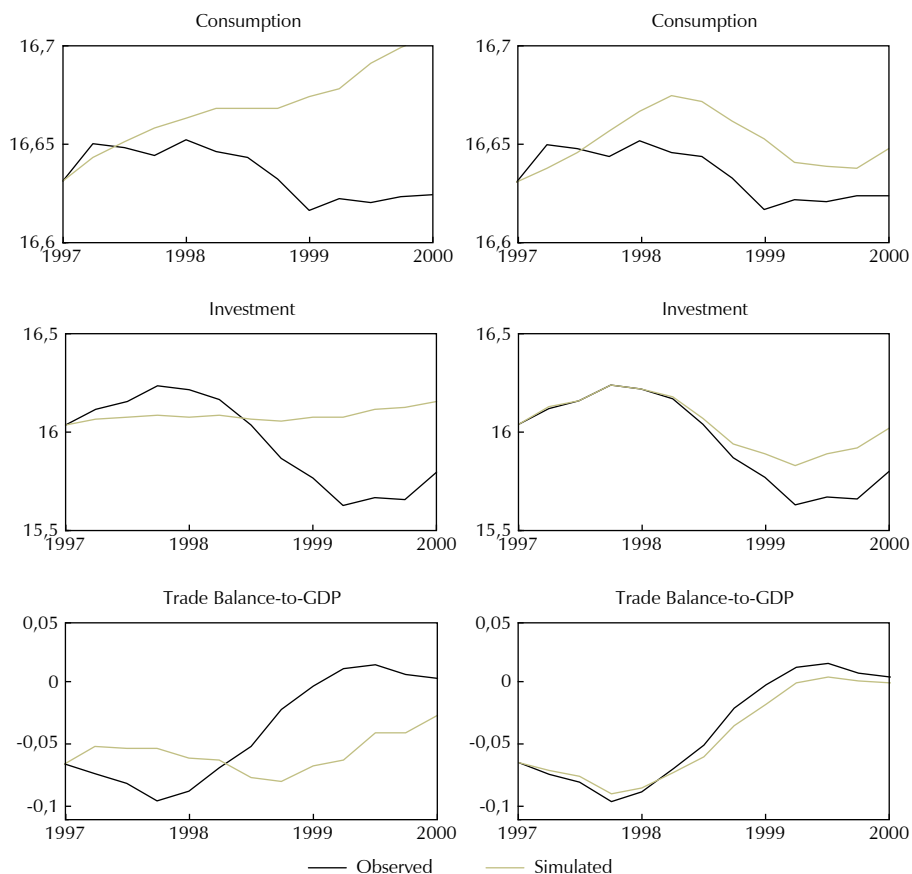 Consumption
16,7
16,65
16,6
1997 1998 1999 2000
Consumption
16,7
16,65
16,6
1997 1998 1999 2000
Investment
16,5
16
15,5
1997 1998 1999 2000
Investment
16,5
16
15,5
1997 1998 1999 2000
Trade Balance-to-GDP
0,05
0
-0,05
-0,1
1997 1998 1999 2000
Trade Balance-to-GDP
0,05
0
-0,05
-0,1
1997 1998 1999 2000
Observed Simulated